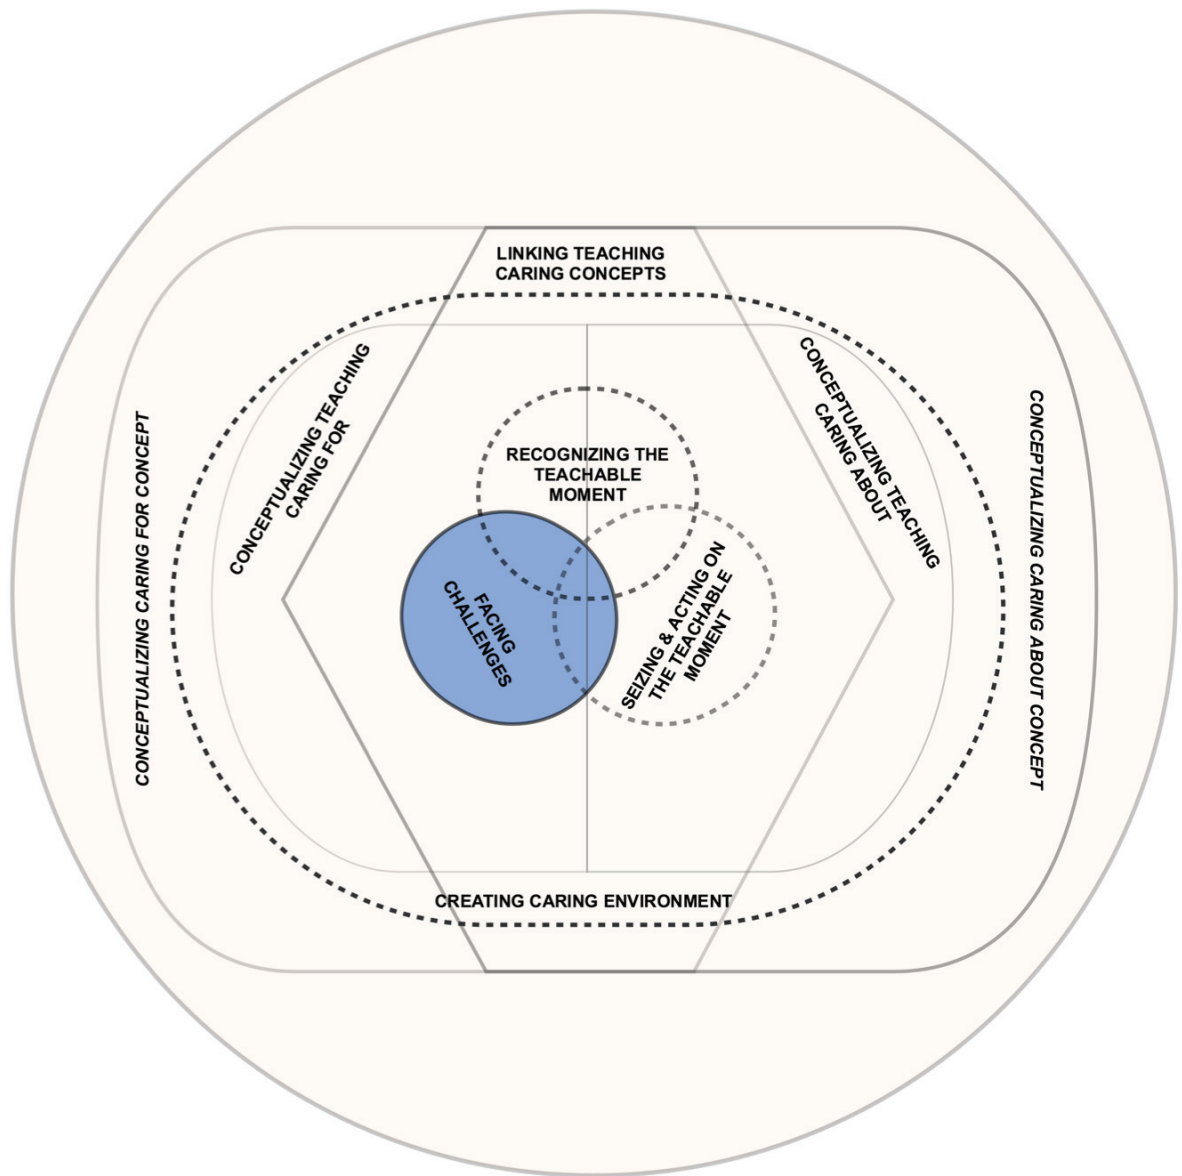 LINKING TEACHING
CARING CONCEPTS
CONCEPTUALIZING CARING FOR CONCEPT
CONCEPTUALIZING TEACHING
CARING FOR
CONCEPTUALIZING TEACHING
CARING ABOUT
CONCEPTUALIZING CARING ABOUT CONCEPT
RECOGNIZING THE
TEACHABLE
MOMENT
FACING
CHALLENGES
SEIZING & ACTING ON
THE TEACHABLE
MOMENT
CREATING CARING ENVIRONMENT